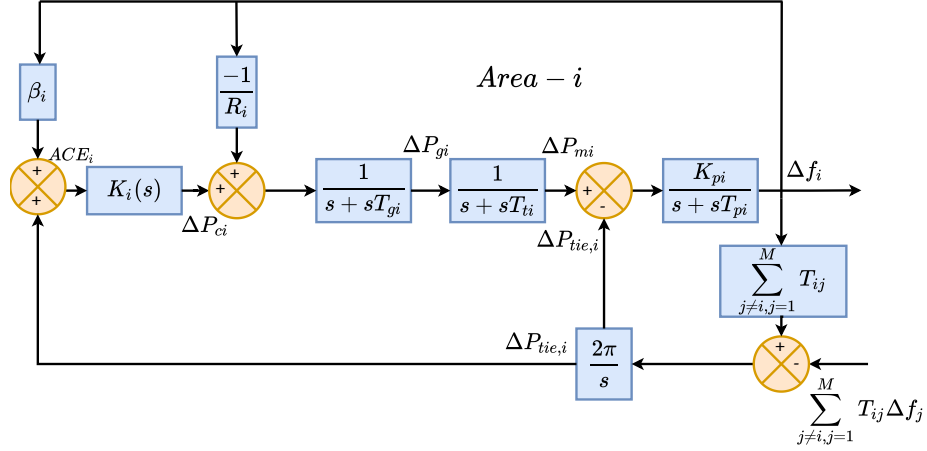 Area − i
β_i
-1
R_i
ACE_i
+
+
K_i(s)
ΔP_ci
+
+
1
s + sT_gi
ΔP_gi
1
s + sT_ti
ΔP_mi
+
-
ΔP_tie,i
K_pi
s + sT_pi
Δf_i
M
∑ T_ij
j≠i,j=1
+
-
M
∑ T_ij Δf_j
j≠i,j=1
2π
s
ΔP_tie,i